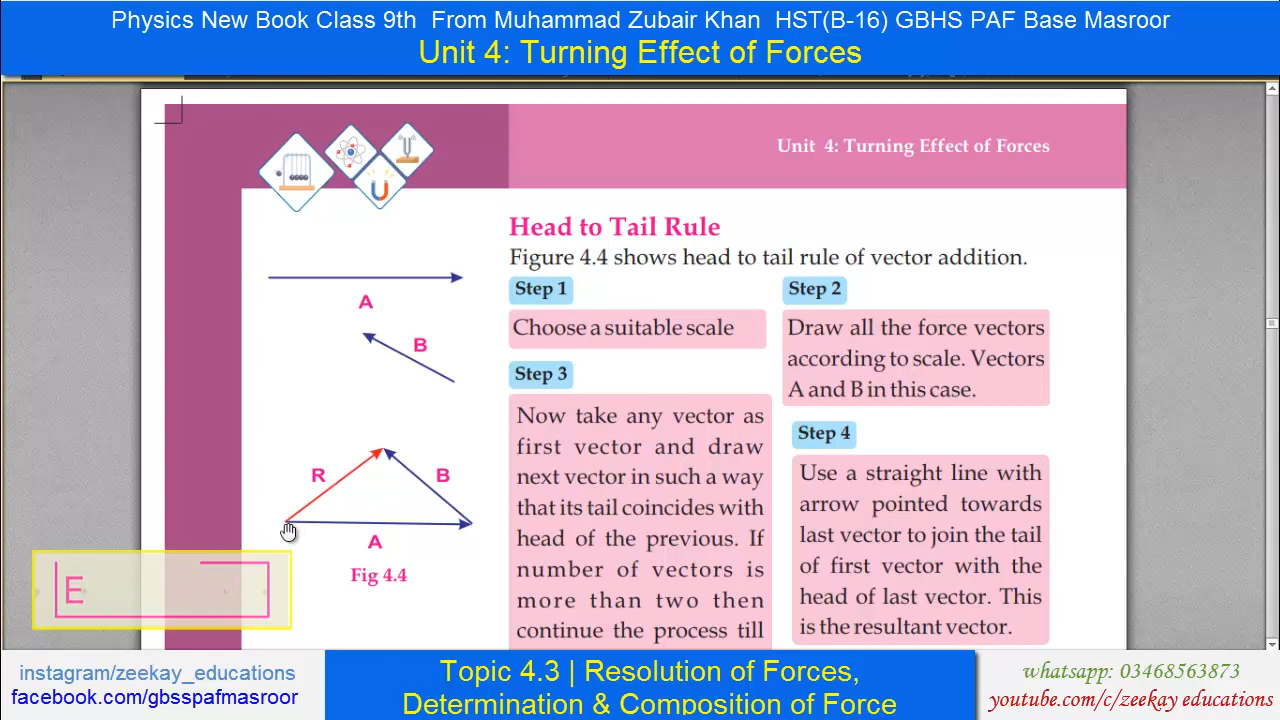 Physics New Book Class 9th From Muhammad Zubair Khan HST(B-16) GBHS PAF Base Masroor
Unit 4: Turning Effect of Forces
Unit 4: Turning Effect of Forces
Head to Tail Rule
Figure 4.4 shows head to tail rule of vector addition.
A
B
R
B
A
Fig 4.4
Step 1
Choose a suitable scale
Step 2
Draw all the force vectors
according to scale. Vectors
A and B in this case.
Step 3
Now take any vector as
first vector and draw
next vector in such a way
that its tail coincides with
head of the previous. If
number of vectors is
more than two then
continue the process till
Step 4
Use a straight line with
arrow pointed towards
last vector to join the tail
of first vector with the
head of last vector. This
is the resultant vector.
E
instagram/zeekay_educations
facebook.com/gbsspafmasroor
Topic 4.3 | Resolution of Forces,
Determination & Composition of Force
whatsapp: 03468563873
youtube.com/c/zeekay educations